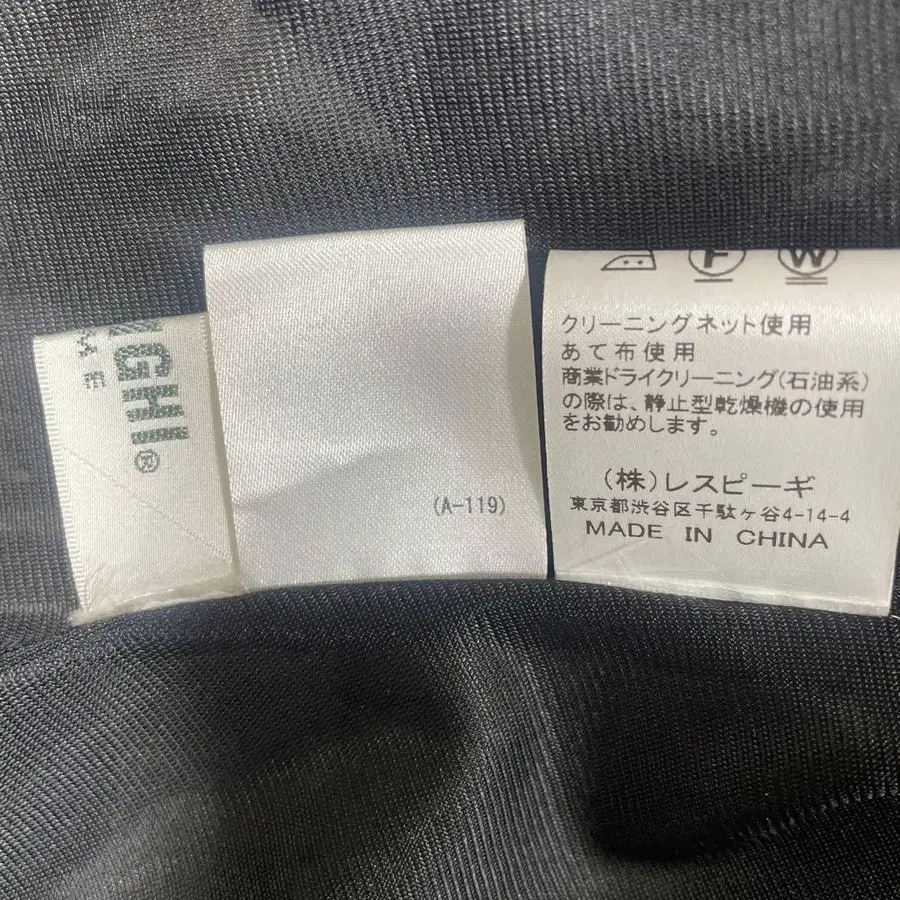 GHI®
(A-119)
F W
クリーニングネット使用
あて布使用
商業ドライクリーニング(石油系)
の際は、静止型乾燥機の使用
をお勧めします。
(株)レスピーギ
東京都渋谷区千駄ヶ谷4-14-4
MADE IN CHINA